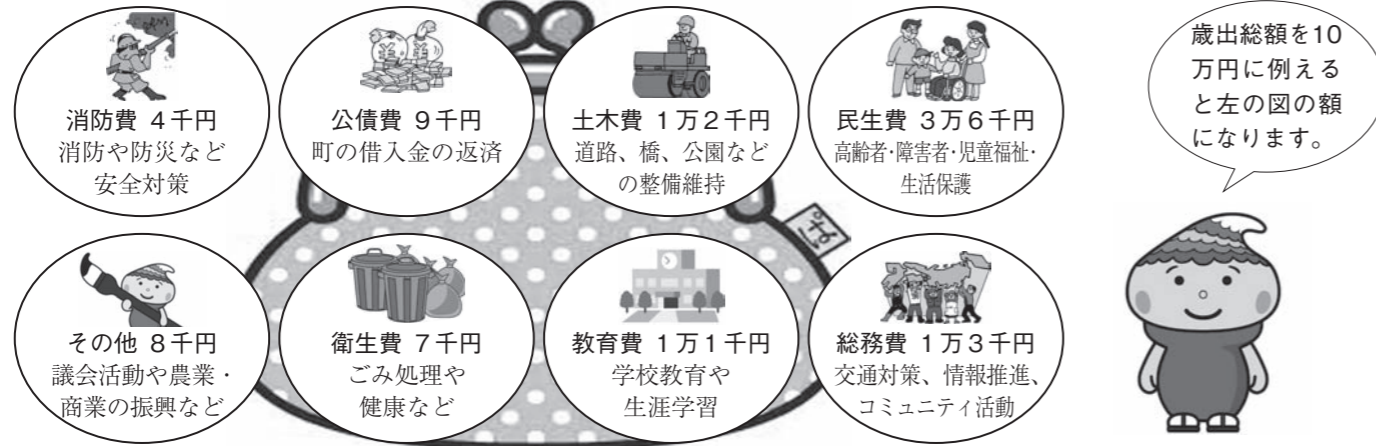 消防費 4千円
消防や防災など
安全対策
公債費 9千円
町の借入金の返済
土木費 1万2千円
道路、橋、公園など
の整備維持
民生費 3万6千円
高齢者・障害者・児童福祉・
生活保護
歳出総額を10
万円に例える
と左の図の額
になります。
その他 8千円
議会活動や農業・
商業の振興など
衛生費 7千円
ごみ処理や
健康など
教育費 1万1千円
学校教育や
生涯学習
総務費 1万3千円
交通対策、情報推進、
コミュニティ活動